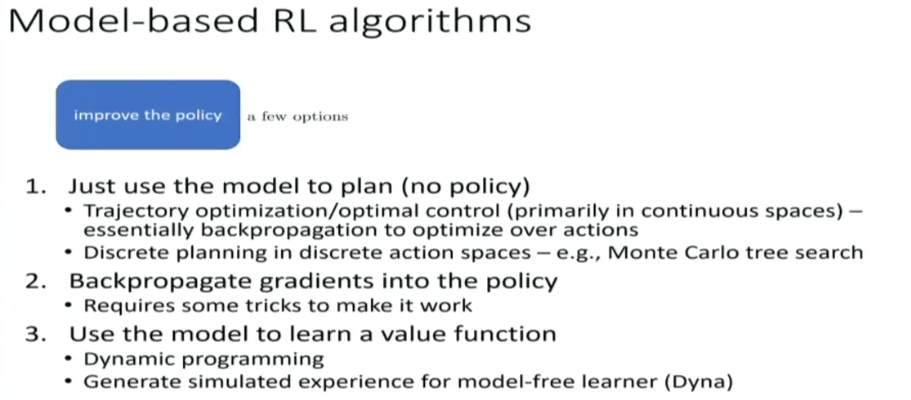 Model-based RL algorithms
improve the policy a few options
1. Just use the model to plan (no policy)
• Trajectory optimization/optimal control (primarily in continuous spaces) –
essentially backpropagation to optimize over actions
• Discrete planning in discrete action spaces – e.g., Monte Carlo tree search
2. Backpropagate gradients into the policy
• Requires some tricks to make it work
3. Use the model to learn a value function
• Dynamic programming
• Generate simulated experience for model-free learner (Dyna)